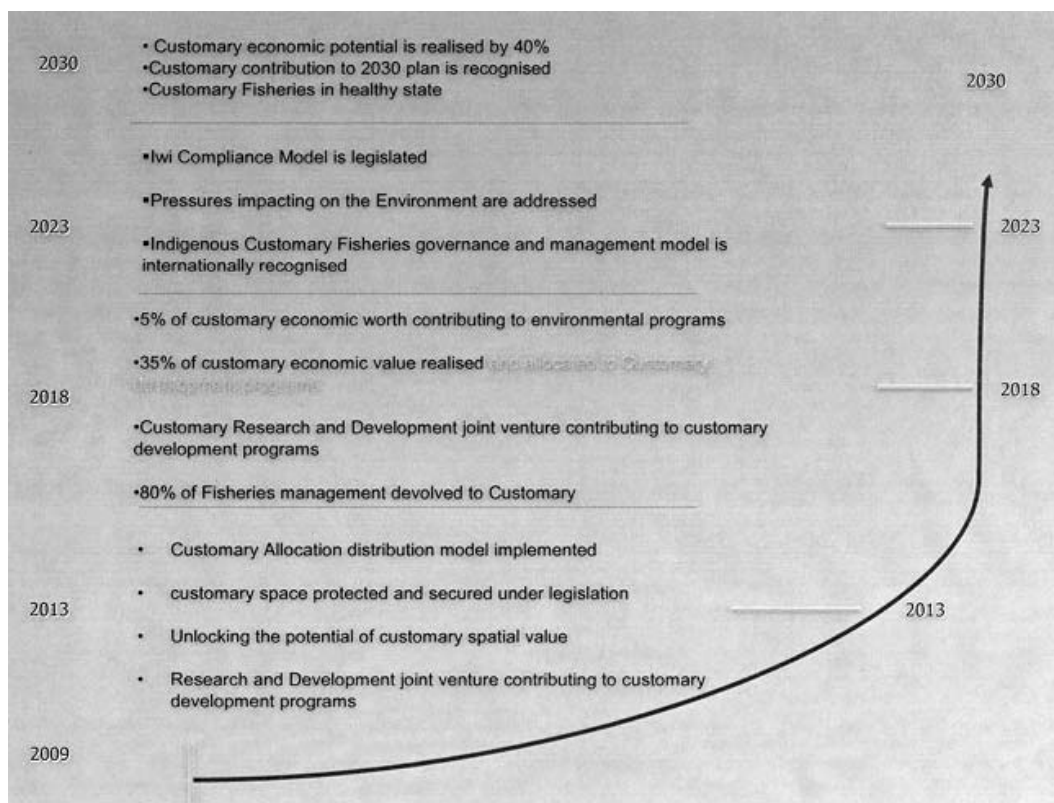 2030
• Customary economic potential is realised by 40%
•Customary contribution to 2030 plan is recognised
•Customary Fisheries in healthy state
2030
▪Iwi Compliance Model is legislated
▪Pressures impacting on the Environment are addressed
2023
▪Indigenous Customary Fisheries governance and management model is
internationally recognised
2023
•5% of customary economic worth contributing to environmental programs
•35% of customary economic value realised and allocated to Customary
2018
2018
•Customary Research and Development joint venture contributing to customary
development programs
•80% of Fisheries management devolved to Customary
• Customary Allocation distribution model implemented
2013
• customary space protected and secured under legislation
2013
• Unlocking the potential of customary spatial value
• Research and Development joint venture contributing to customary
development programs
2009